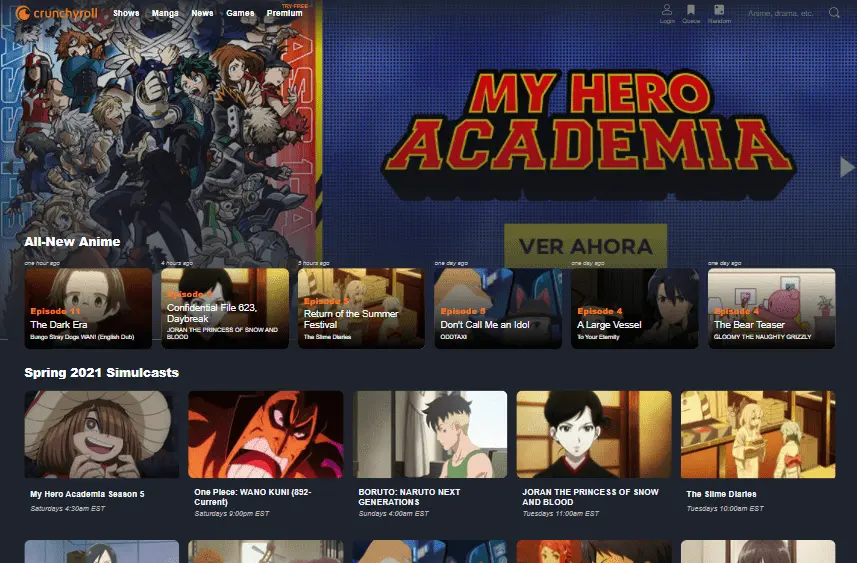 crunchyroll
Shows
Manga
News
Games
Premium
TRY FREE
Login
Queue
Random
Anime, drama, etc.
MY HERO
ACADEMIA
VER AHORA
All-New Anime
one hour ago
Episode 11
The Dark Era
Bungo Stray Dogs WAN! (English Dub)
4 hours ago
Confidential File 623,
Daybreak
JORAN THE PRINCESS OF SNOW AND
BLOOD
5 hours ago
Episode 5
Return of the Summer
Festival
The Slime Diaries
one day ago
Episode 5
Don't Call Me an Idol
ODDTAXI
one day ago
Episode 4
A Large Vessel
To Your Eternity
one day ago
Episode 4
The Bear Teaser
GLOOMY THE NAUGHTY GRIZZLY
Spring 2021 Simulcasts
My Hero Academia Season 5
Saturdays 4:30am EST
One Piece: WANO KUNI (892-
Current)
Saturdays 9:00pm EST
BORUTO: NARUTO NEXT
GENERATIONS
Sundays 4:00am EST
JORAN THE PRINCESS OF SNOW
AND BLOOD
Tuesdays 11:00am EST
The Slime Diaries
Tuesdays 10:00am EST